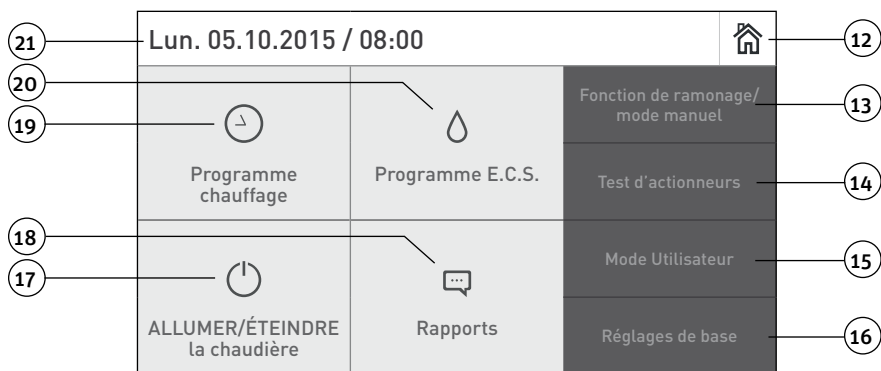 21
Lun. 05.10.2015 / 08:00
12
20
19
Programme
chauffage
Programme E.C.S.
Fonction de ramonage/
mode manuel
13
Test d'actionneurs
14
18
17
ALLUMER/ÉTEINDRE
la chaudière
Rapports
Mode Utilisateur
15
Réglages de base
16